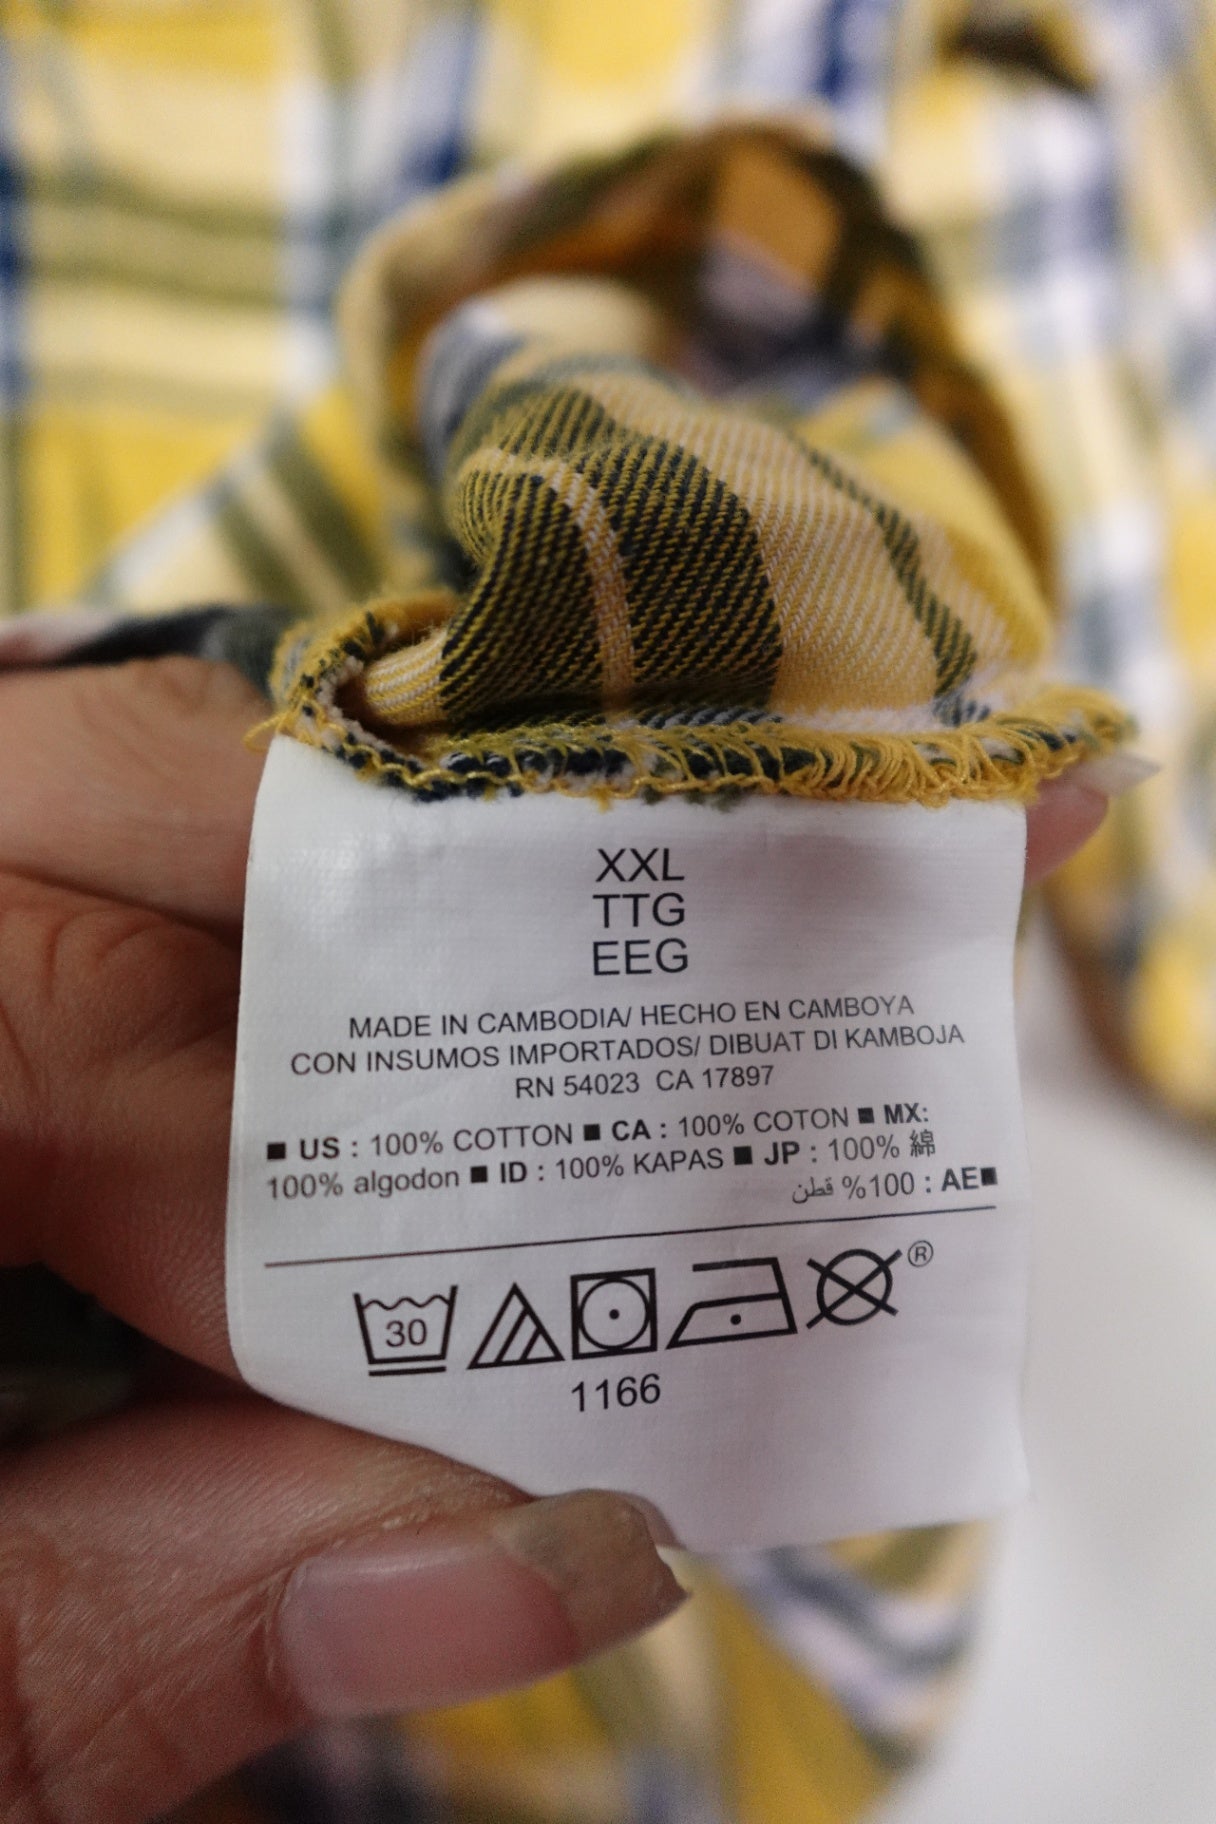 XXL
TTG
EEG
MADE IN CAMBODIA/ HECHO EN CAMBOYA
CON INSUMOS IMPORTADOS/ DIBUAT DI KAMBOJA
RN 54023 CA 17897
■ US : 100% COTTON ■ CA : 100% COTON ■ MX:
100% algodon ■ ID : 100% KAPAS ■ JP : 100% 綿
■AE : 100% قطن
30
®
1166